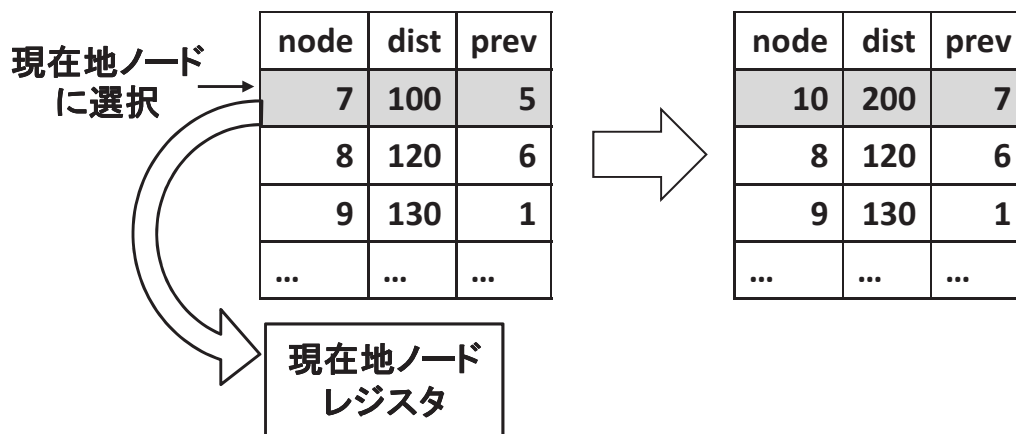 現在地ノード
に選択
node dist prev
7 100 5
8 120 6
9 130 1
... ... ...
node dist prev
10 200 7
8 120 6
9 130 1
... ... ...
現在地ノード
レジスタ